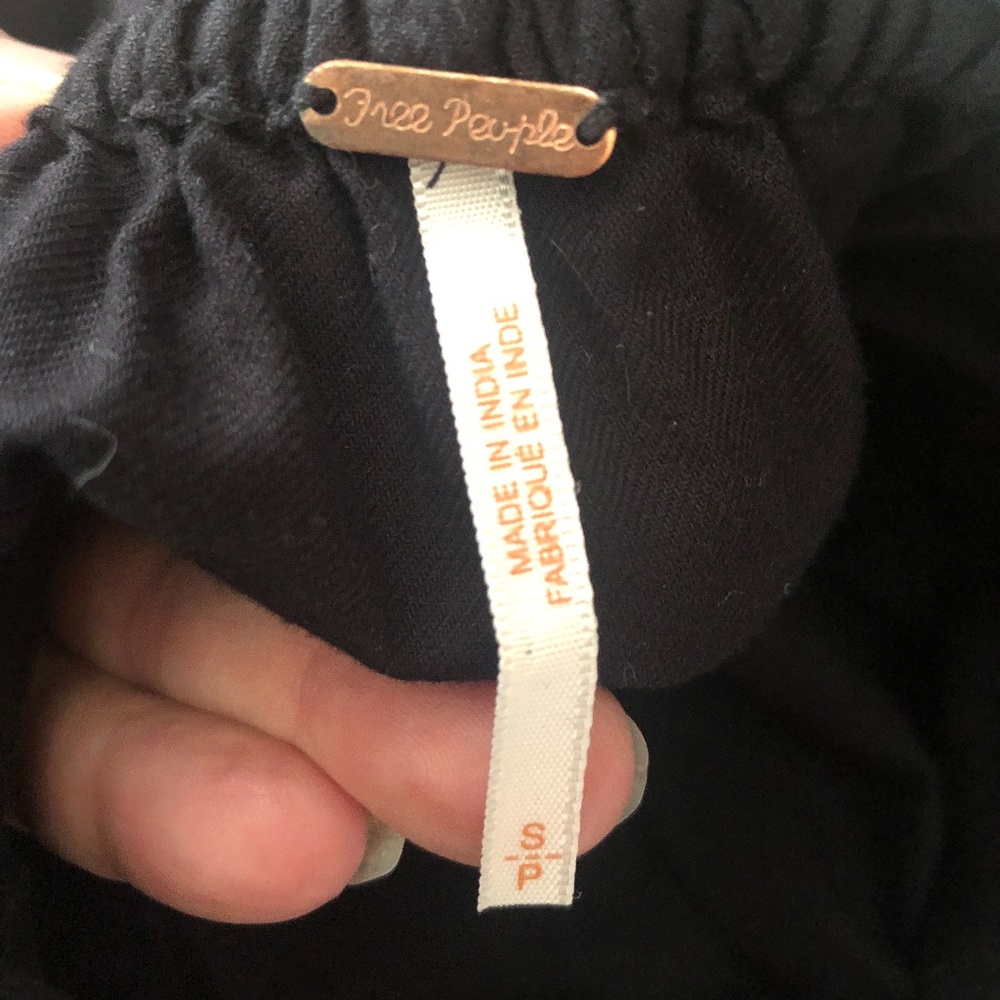 Free People
MADE IN INDIA
FABRIQUÉ EN INDE
S
P